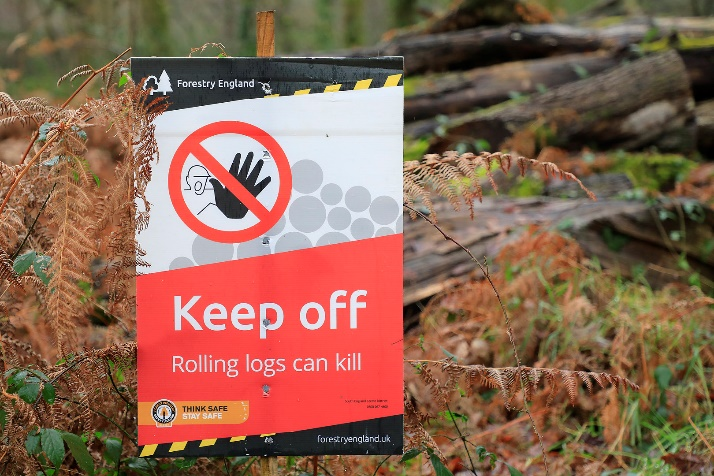 Forestry England
Keep off
Rolling logs can kill
THINK SAFE
STAY SAFE
forestryengland.uk